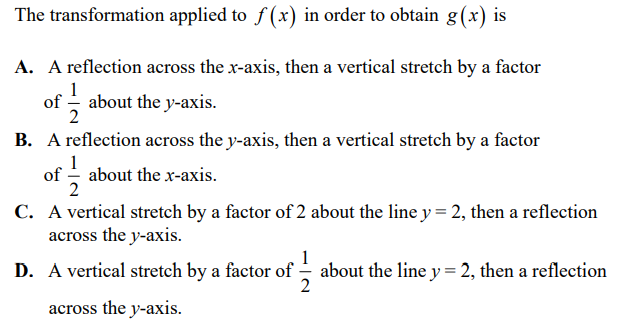 The transformation applied to f(x) in order to obtain g(x) is
A. A reflection across the x-axis, then a vertical stretch by a factor
of 1/2 about the y-axis.
B. A reflection across the y-axis, then a vertical stretch by a factor
of 1/2 about the x-axis.
C. A vertical stretch by a factor of 2 about the line y = 2, then a reflection
across the y-axis.
D. A vertical stretch by a factor of 1/2 about the line y = 2, then a reflection
across the y-axis.